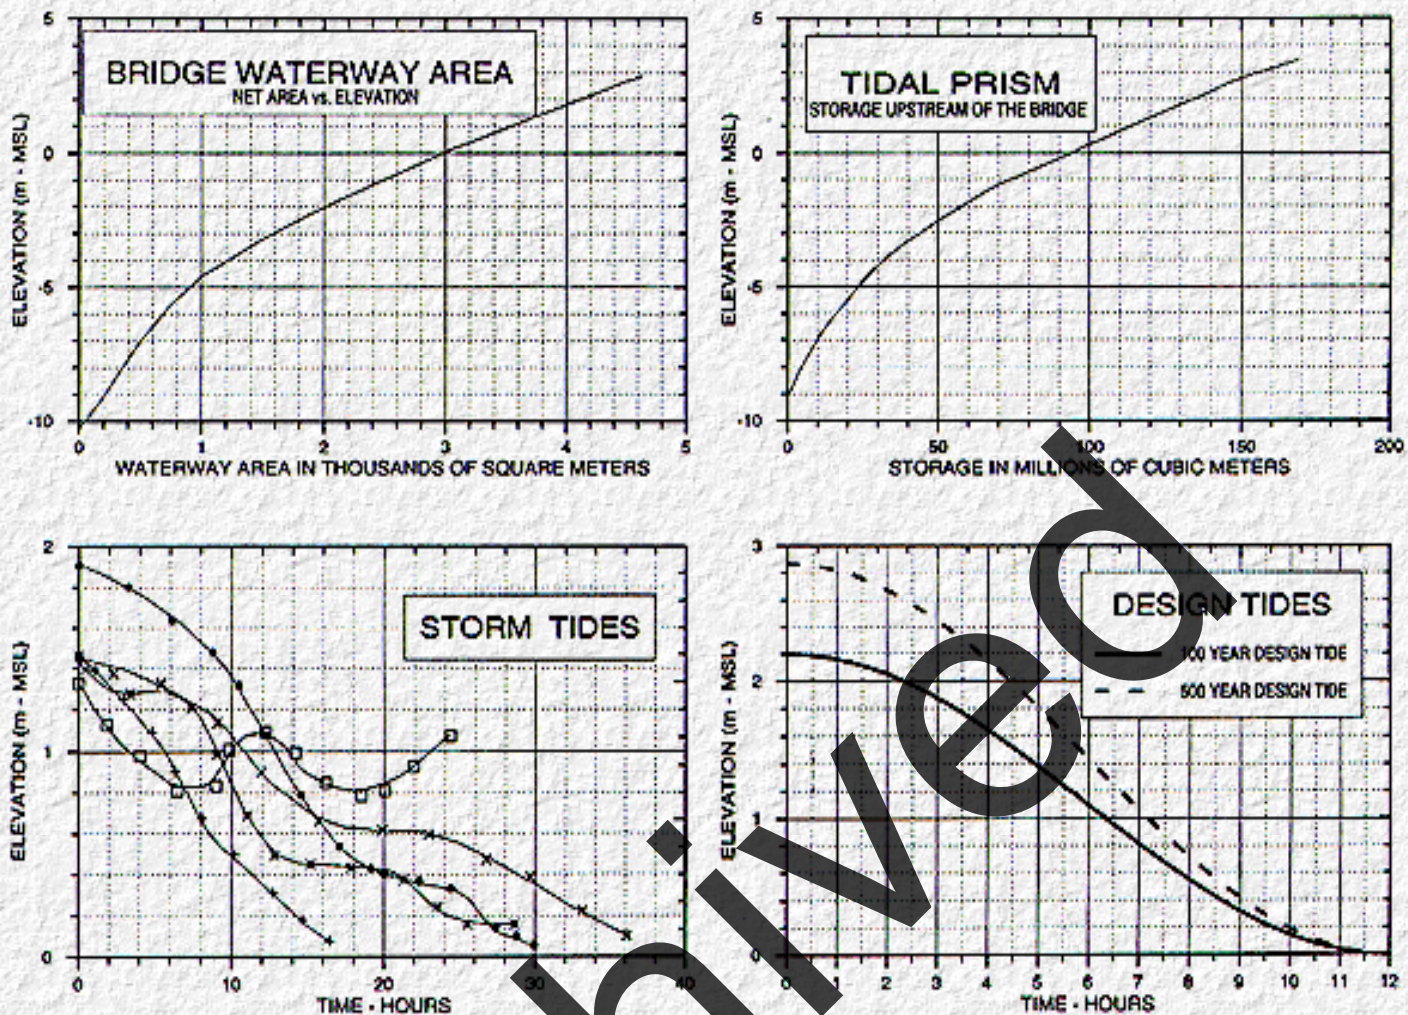 5
0
-5
-10
ELEVATION (m - MSL)
BRIDGE WATERWAY AREA
NET AREA vs. ELEVATION
0 1 2 3 4 5
WATERWAY AREA IN THOUSANDS OF SQUARE METERS
5
0
-5
-10
ELEVATION (m - MSL)
TIDAL PRISM
STORAGE UPSTREAM OF THE BRIDGE
0 50 100 150 200
STORAGE IN MILLIONS OF CUBIC METERS
2
1
0
ELEVATION (m - MSL)
STORM TIDES
0 10 20 30 40
TIME - HOURS
3
2
1
0
ELEVATION (m - MSL)
DESIGN TIDES
100 YEAR DESIGN TIDE
500 YEAR DESIGN TIDE
0 1 2 3 4 5 6 7 8 9 10 11 12
TIME - HOURS
ived